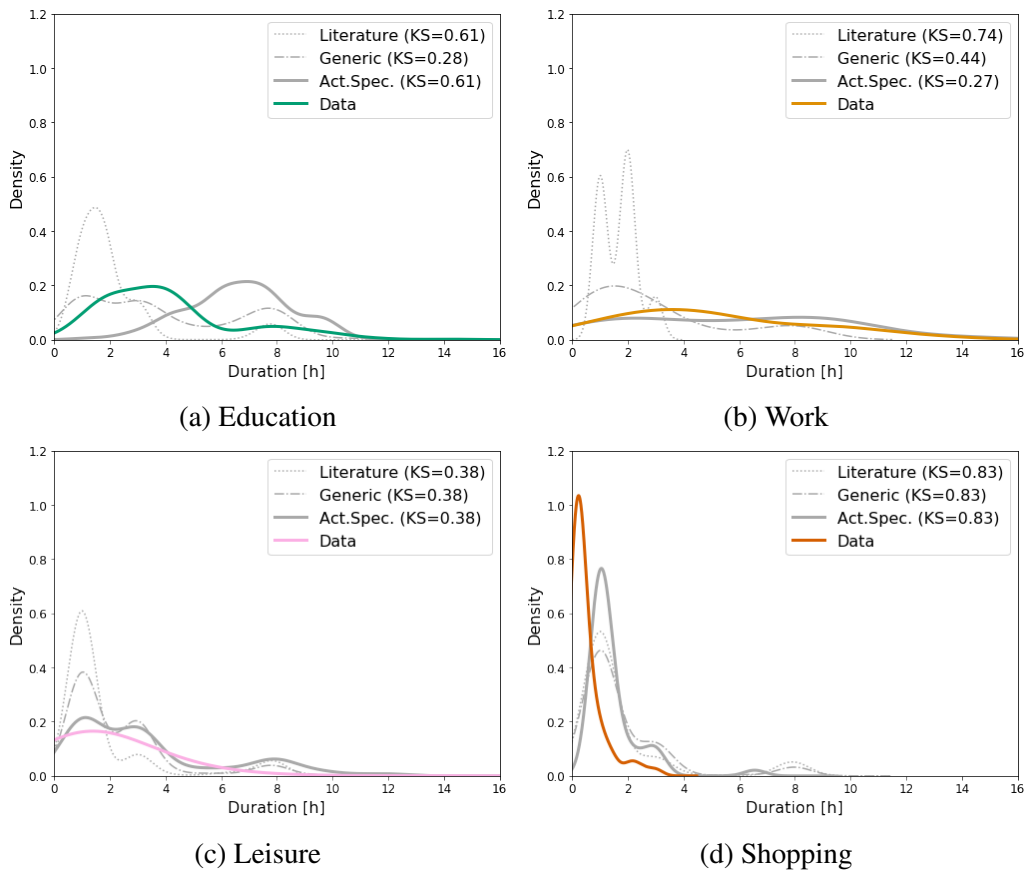 1.2
1.0
0.8
0.6
0.4
0.2
0.0
Density
0 2 4 6 8 10 12 14 16
Duration [h]
Literature (KS=0.61)
Generic (KS=0.28)
Act.Spec. (KS=0.61)
Data
(a) Education
1.2
1.0
0.8
0.6
0.4
0.2
0.0
Density
0 2 4 6 8 10 12 14 16
Duration [h]
Literature (KS=0.74)
Generic (KS=0.44)
Act.Spec. (KS=0.27)
Data
(b) Work
1.2
1.0
0.8
0.6
0.4
0.2
0.0
Density
0 2 4 6 8 10 12 14 16
Duration [h]
Literature (KS=0.38)
Generic (KS=0.38)
Act.Spec. (KS=0.38)
Data
(c) Leisure
1.2
1.0
0.8
0.6
0.4
0.2
0.0
Density
0 2 4 6 8 10 12 14 16
Duration [h]
Literature (KS=0.83)
Generic (KS=0.83)
Act.Spec. (KS=0.83)
Data
(d) Shopping